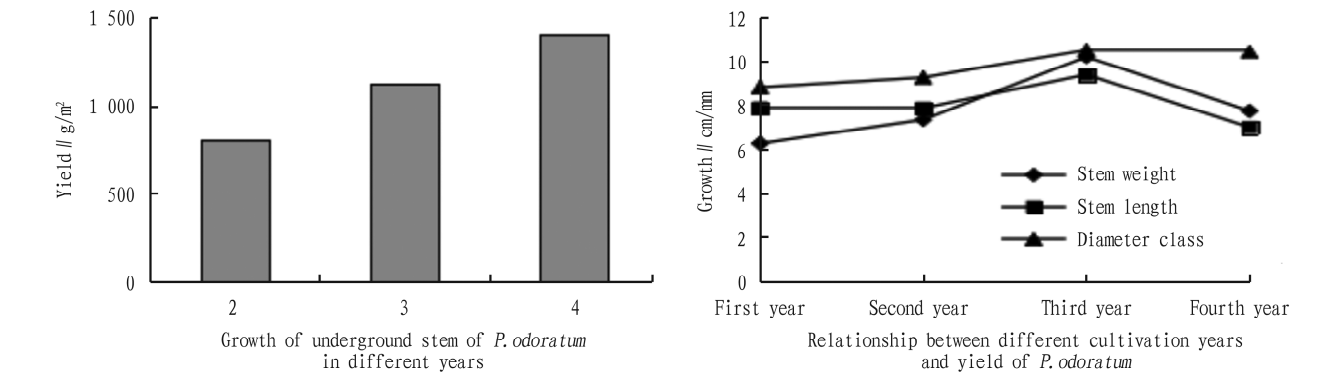 1 500
1 000
500
0
Yield∥g/m²
2 3 4
Growth of underground stem of P.odoratum
in different years
12
10
8
6
4
2
0
Growth∥cm/mm
Stem weight
Stem length
Diameter class
First year Second year Third year Fourth year
Relationship between different cultivation years
and yield of P.odoratum